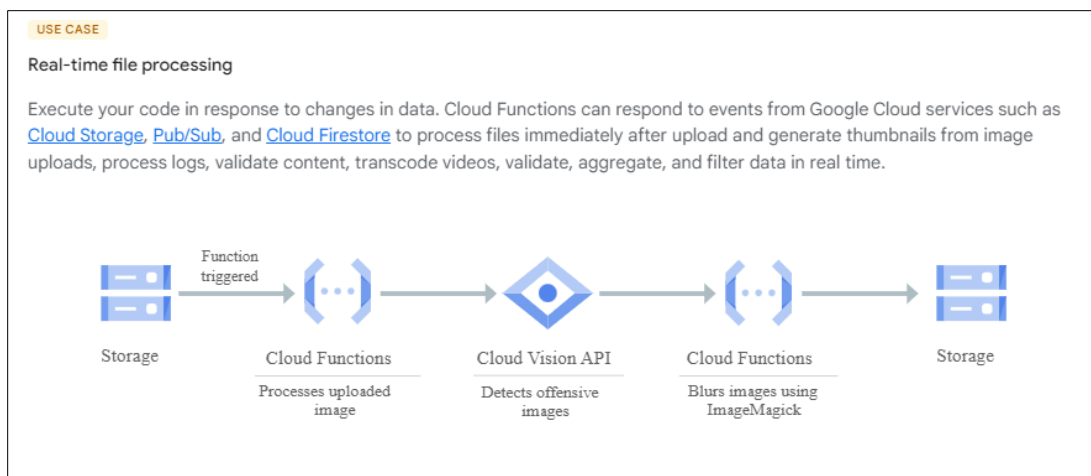 USE CASE
Real-time file processing
Execute your code in response to changes in data. Cloud Functions can respond to events from Google Cloud services such as
Cloud Storage, Pub/Sub, and Cloud Firestore to process files immediately after upload and generate thumbnails from image
uploads, process logs, validate content, transcode videos, validate, aggregate, and filter data in real time.
Function
triggered
Storage
Cloud Functions
Processes uploaded
image
Cloud Vision API
Detects offensive
images
Cloud Functions
Blurs images using
ImageMagick
Storage